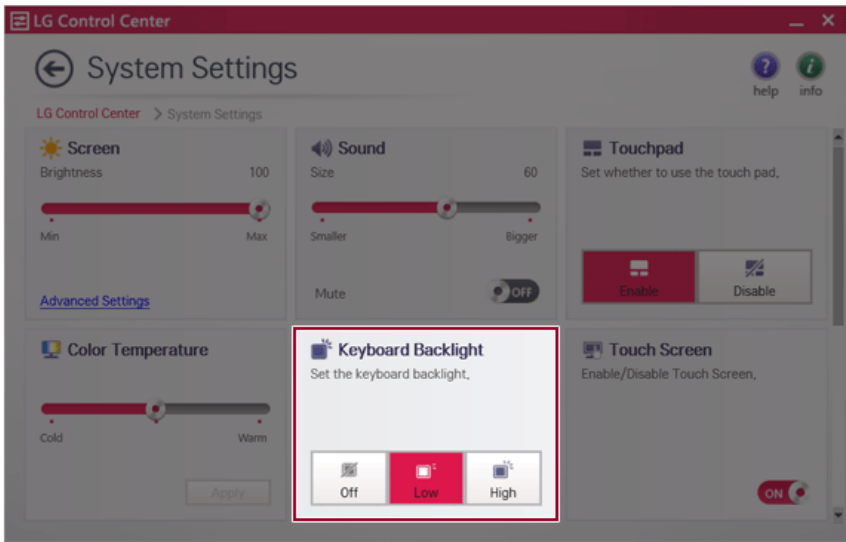 LG Control Center
System Settings
help
info
LG Control Center > System Settings
Screen
Brightness 100
Min Max
Advanced Settings
Sound
Size 60
Smaller Bigger
Mute OFF
Touchpad
Set whether to use the touch pad.
Enable Disable
Color Temperature
Cold Warm
Apply
Keyboard Backlight
Set the keyboard backlight.
Off Low High
Touch Screen
Enable/Disable Touch Screen.
ON